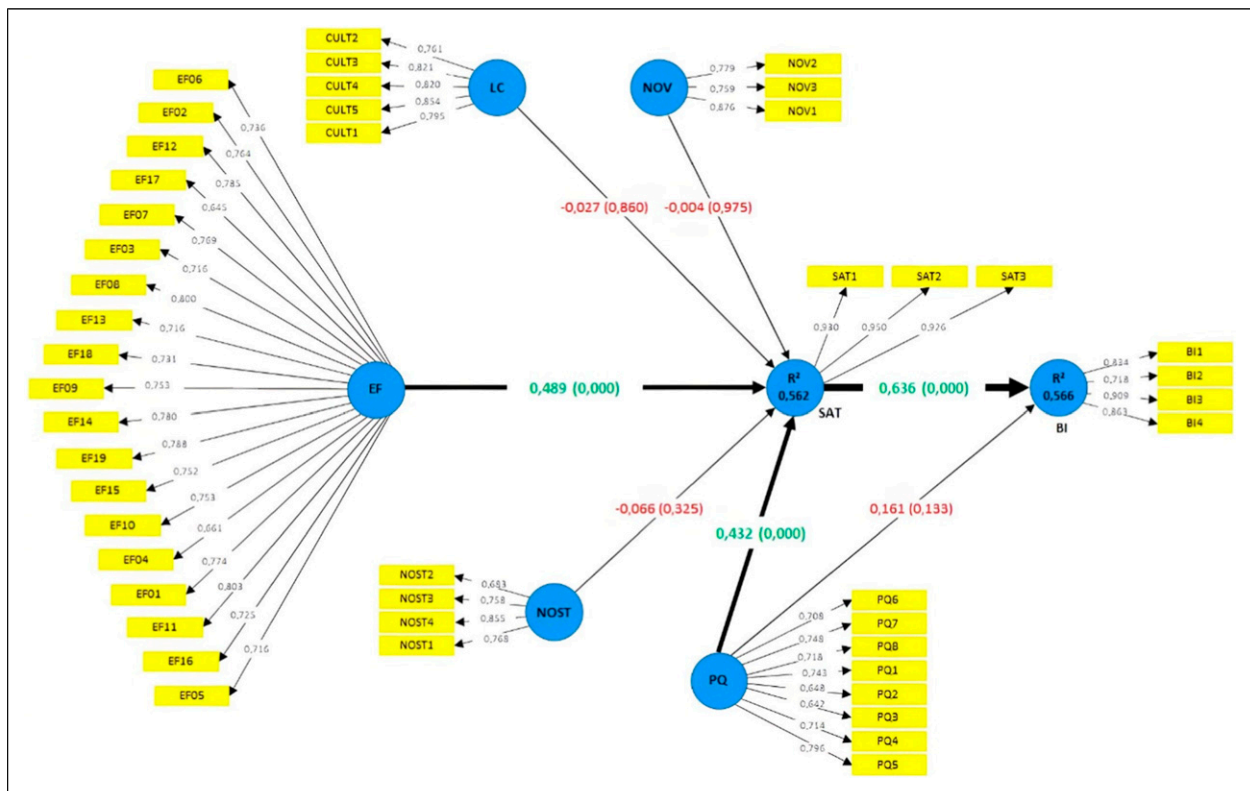 CULT2
CULT3
CULT4
CULT5
CULT1
0,761
0,821
0,820
0,854
0,795
LC
NOV
0,779
0,759
0,876
NOV2
NOV3
NOV1
EF06
EF02
EF12
EF17
EF07
EF03
EF08
EF13
EF18
EF09
EF14
EF19
EF15
EF10
EF04
EF01
EF11
EF16
EF05
0,736
0,764
0,785
0,645
0,769
0,716
0,800
0,716
0,731
0,753
0,780
0,788
0,752
0,753
0,661
0,774
0,803
0,725
0,716
EF
-0,027 (0,860)
-0,004 (0,975)
SAT1
SAT2
SAT3
0,930
0,950
0,926
0,489 (0,000)
R²
0,562
SAT
0,636 (0,000)
R²
0,566
BI
0,834
0,718
0,909
0,863
BI1
BI2
BI3
BI4
-0,066 (0,325)
0,432 (0,000)
0,161 (0,133)
NOST2
NOST3
NOST4
NOST1
0,683
0,758
0,855
0,768
NOST
PQ
0,708
0,748
0,718
0,743
0,648
0,642
0,714
0,796
PQ6
PQ7
PQ8
PQ1
PQ2
PQ3
PQ4
PQ5